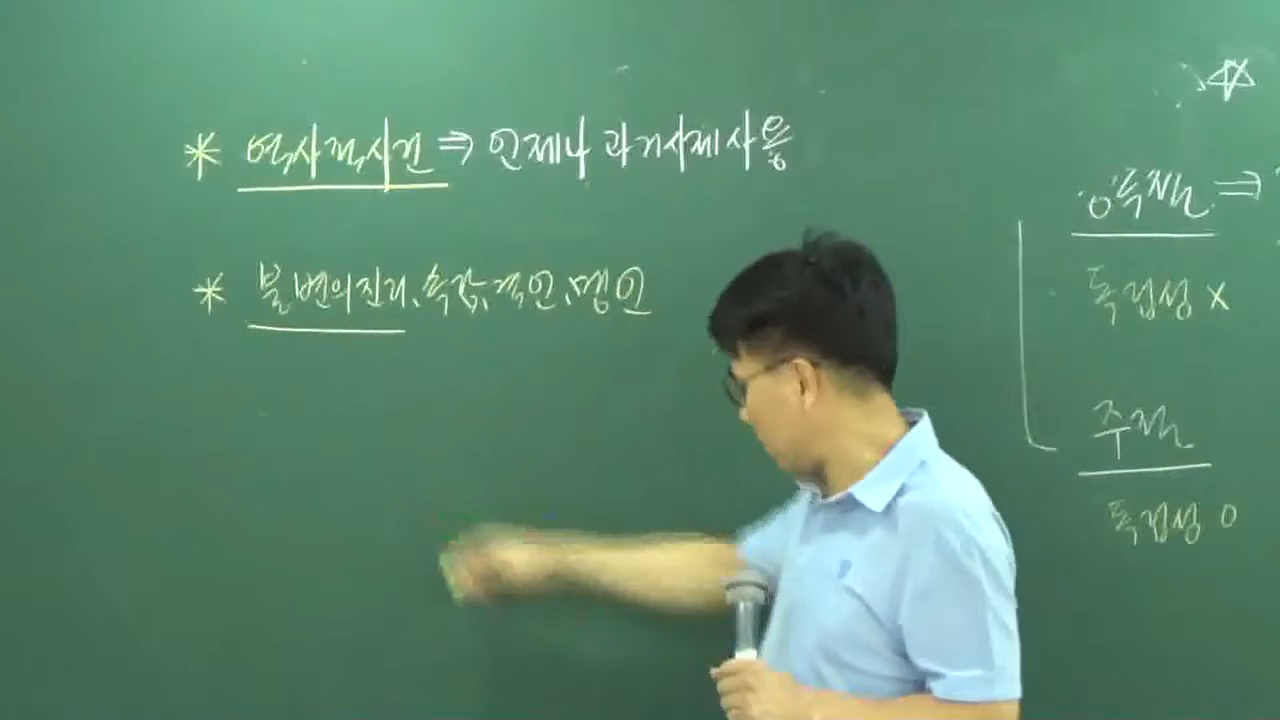 * 역사적사건 ⇒ 언제나 과거시제 사용
* 불변의진리, 속담, 격언, 명언
종속절 ⇒
독립성 X
주절
독립성 O